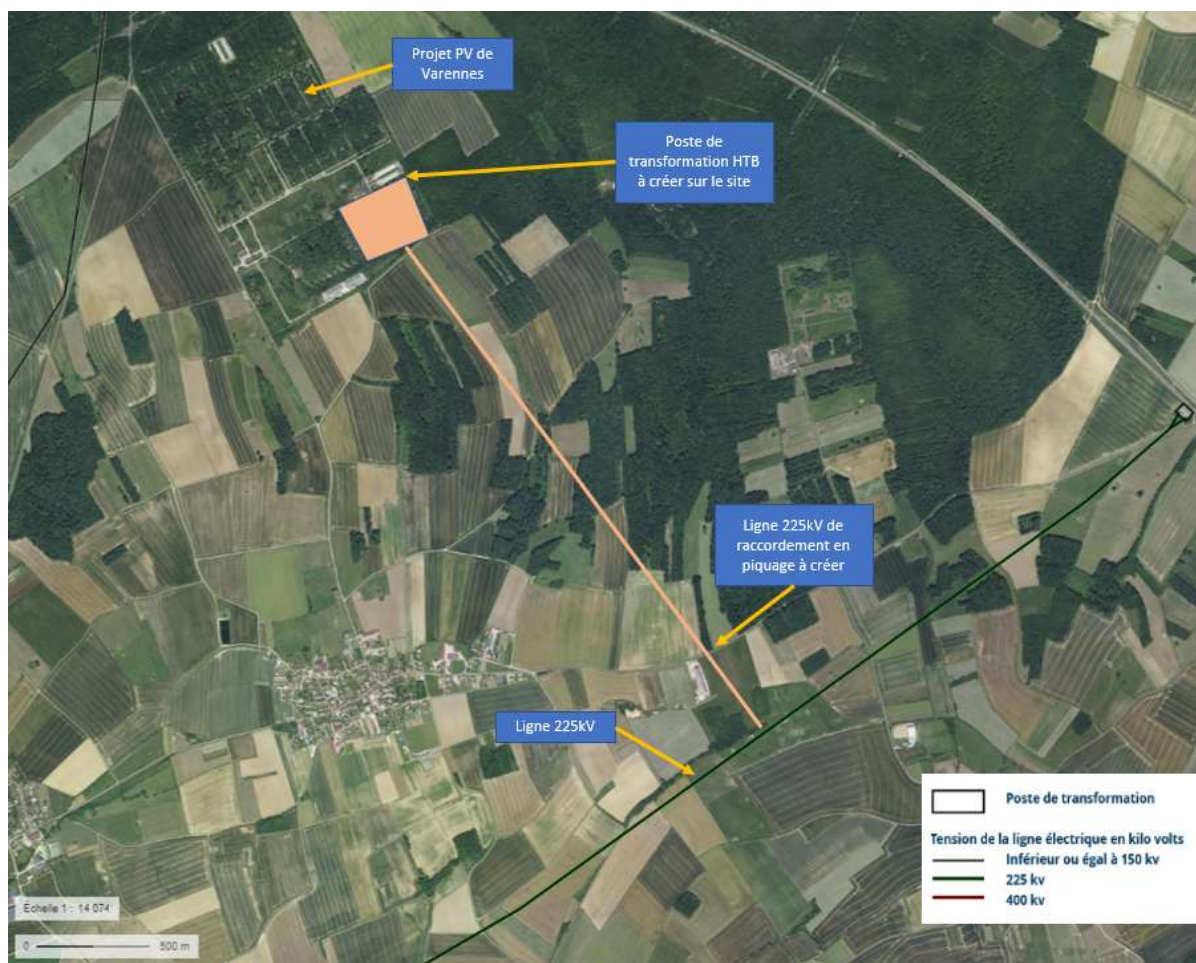 Projet PV de
Varennes
Poste de
transformation HTB
à créer sur le site
Ligne 225kV de
raccordement en
piquage à créer
Ligne 225kV
Poste de transformation
Tension de la ligne électrique en kilo volts
Inférieur ou égal à 150 kv
225 kv
400 kv
Echelle 1 : 14 074
0 500 m